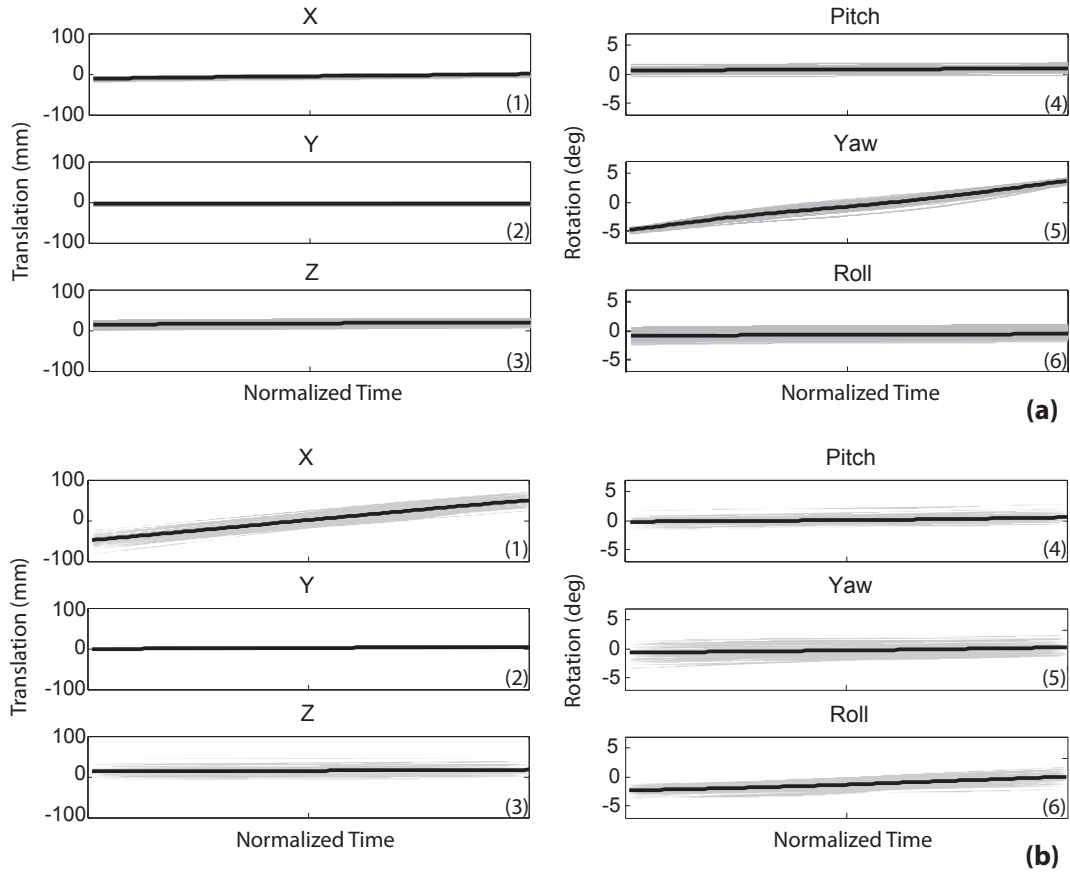 X
100
0
-100
(1)
Y
100
0
-100
(2)
Z
100
0
-100
(3)
Translation (mm)
Normalized Time
Pitch
5
0
-5
(4)
Yaw
5
0
-5
(5)
Roll
5
0
-5
(6)
Rotation (deg)
Normalized Time
(a)
X
100
0
-100
(1)
Y
100
0
-100
(2)
Z
100
0
-100
(3)
Translation (mm)
Normalized Time
Pitch
5
0
-5
(4)
Yaw
5
0
-5
(5)
Roll
5
0
-5
(6)
Rotation (deg)
Normalized Time
(b)